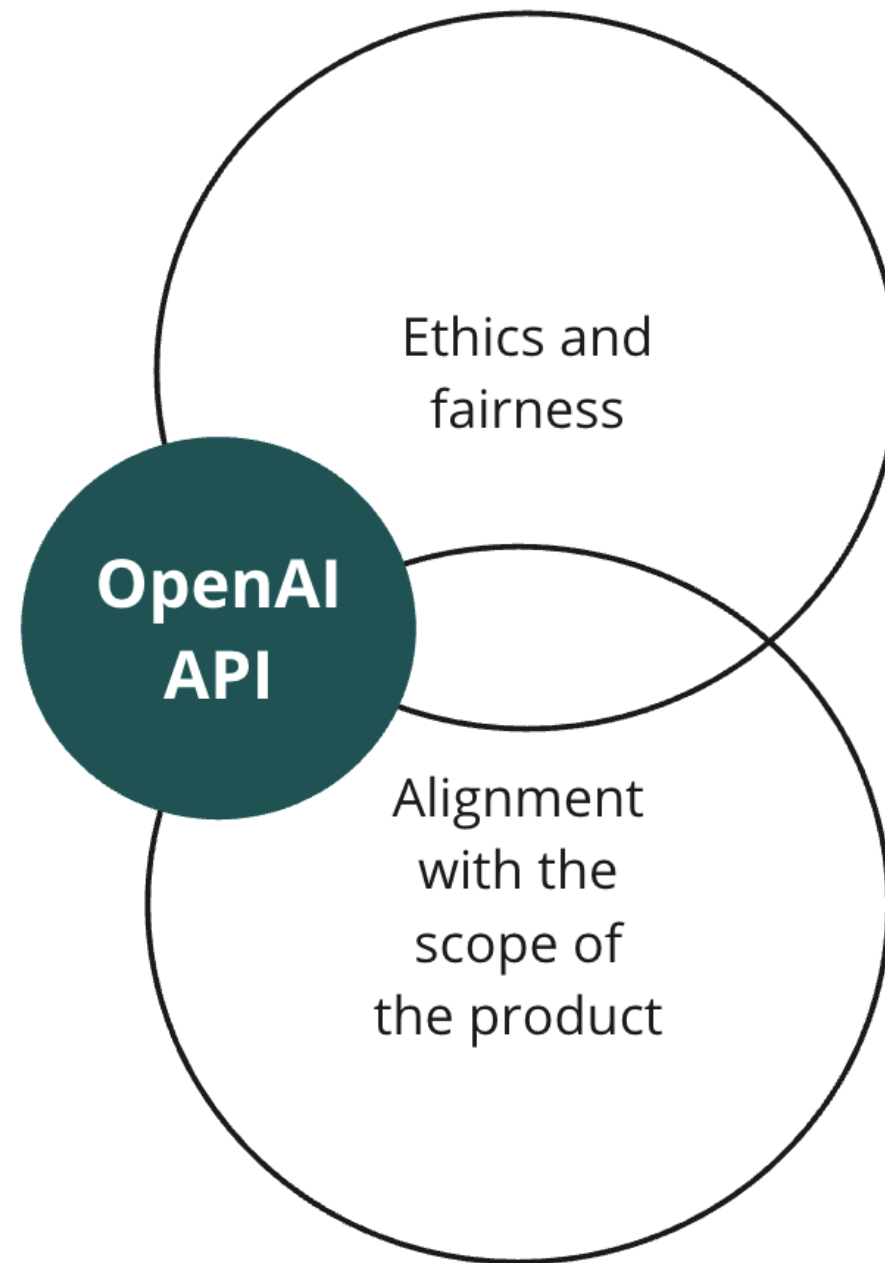 Ethics and
fairness
OpenAI
API
Alignment
with the
scope of
the product